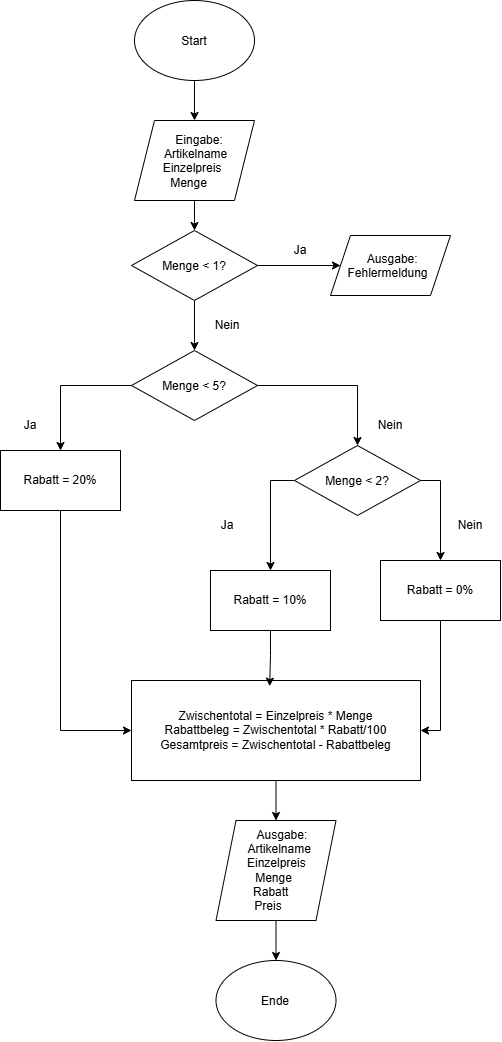 Start
Eingabe:
Artikelname
Einzelpreis
Menge
Menge < 1?
Ja
Ausgabe:
Fehlermeldung
Nein
Menge < 5?
Ja
Nein
Rabatt = 20%
Menge < 2?
Ja
Nein
Rabatt = 10%
Rabatt = 0%
Zwischentotal = Einzelpreis * Menge
Rabattbeleg = Zwischentotal * Rabatt/100
Gesamtpreis = Zwischentotal - Rabattbeleg
Ausgabe:
Artikelname
Einzelpreis
Menge
Rabatt
Preis
Ende